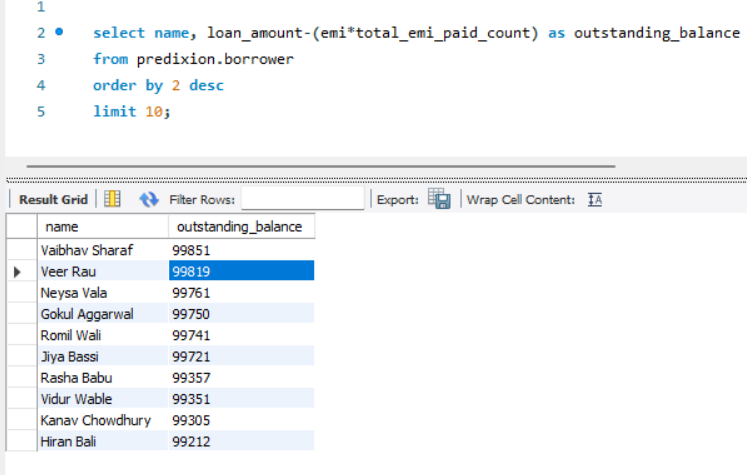 1
2 select name, loan_amount-(emi*total_emi_paid_count) as outstanding_balance
3 from predixion.borrower
4 order by 2 desc
5 limit 10;
Result Grid Filter Rows: Export: Wrap Cell Content: IA
name outstanding_balance
Vaibhav Sharaf 99851
Veer Rau 99819
Neysa Vala 99761
Gokul Aggarwal 99750
Romil Wali 99741
Jiya Bassi 99721
Rasha Babu 99357
Vidur Wable 99351
Kanav Chowdhury 99305
Hiran Bali 99212